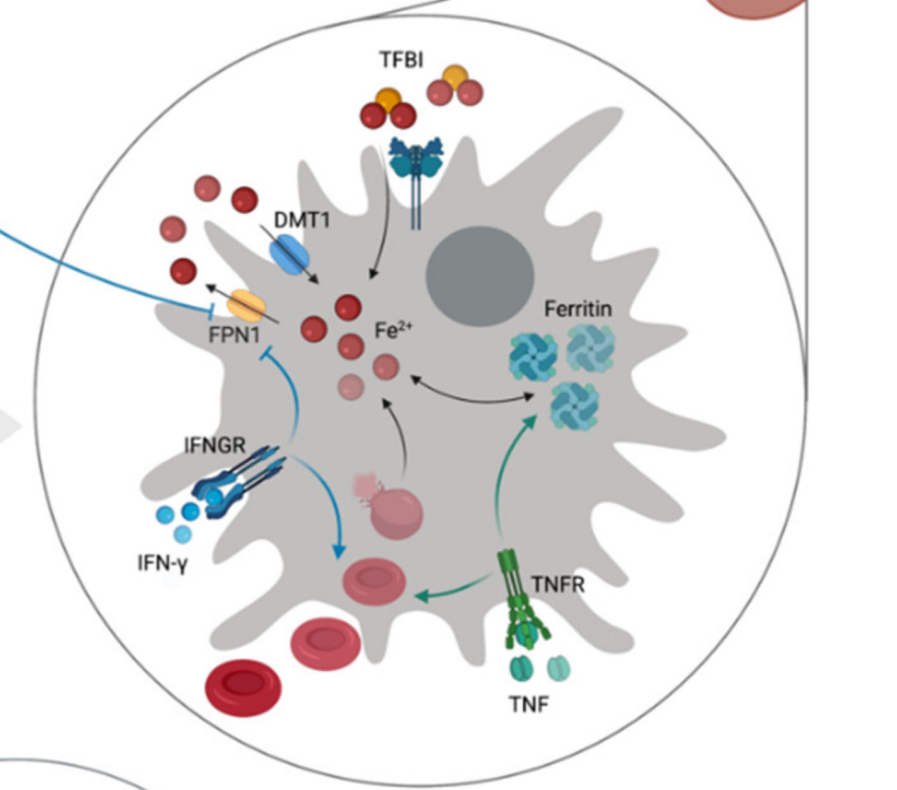 TFBI
DMT1
FPN1
Fe²⁺
Ferritin
IFNGR
IFN-γ
TNFR
TNF